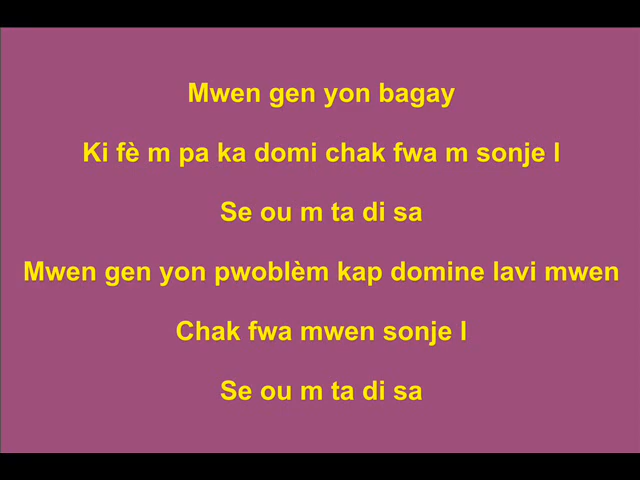 Mwen gen yon bagay
Ki fè m pa ka domi chak fwa m sonje l
Se ou m ta di sa
Mwen gen yon pwoblèm kap domine lavi mwen
Chak fwa mwen sonje l
Se ou m ta di sa